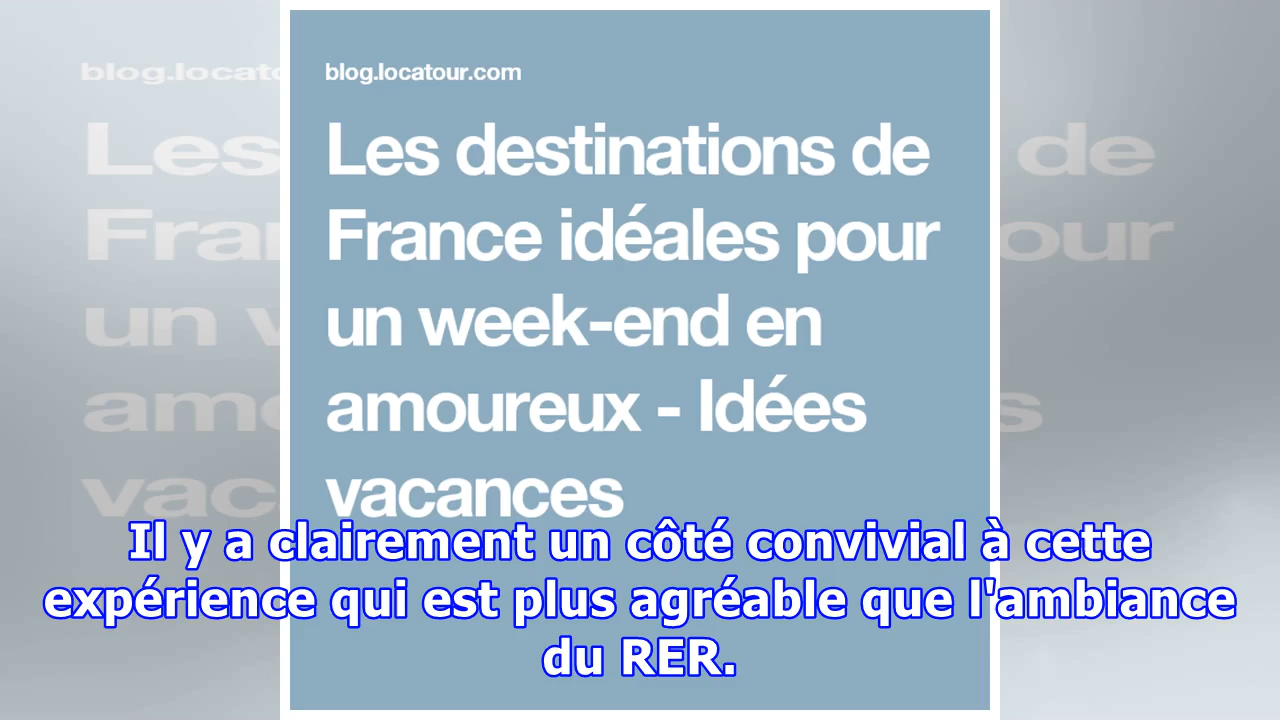 blog.locatour.com
Les destinations de
France idéales pour
un week-end en
amoureux - Idées
vacances
Il y a clairement un côté convivial à cette
expérience qui est plus agréable que l'ambiance
du RER.